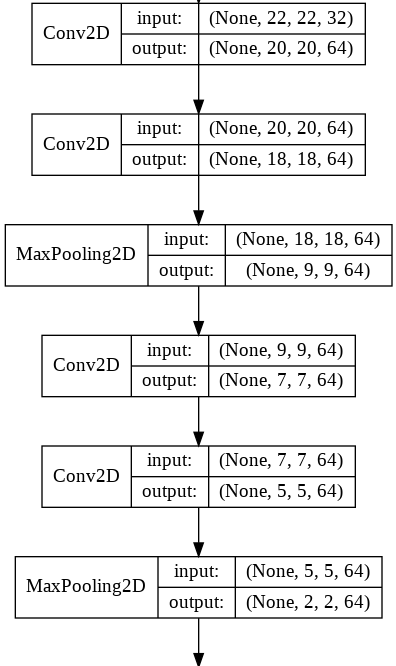 Conv2D input: (None, 22, 22, 32)
output: (None, 20, 20, 64)
Conv2D input: (None, 20, 20, 64)
output: (None, 18, 18, 64)
MaxPooling2D input: (None, 18, 18, 64)
output: (None, 9, 9, 64)
Conv2D input: (None, 9, 9, 64)
output: (None, 7, 7, 64)
Conv2D input: (None, 7, 7, 64)
output: (None, 5, 5, 64)
MaxPooling2D input: (None, 5, 5, 64)
output: (None, 2, 2, 64)